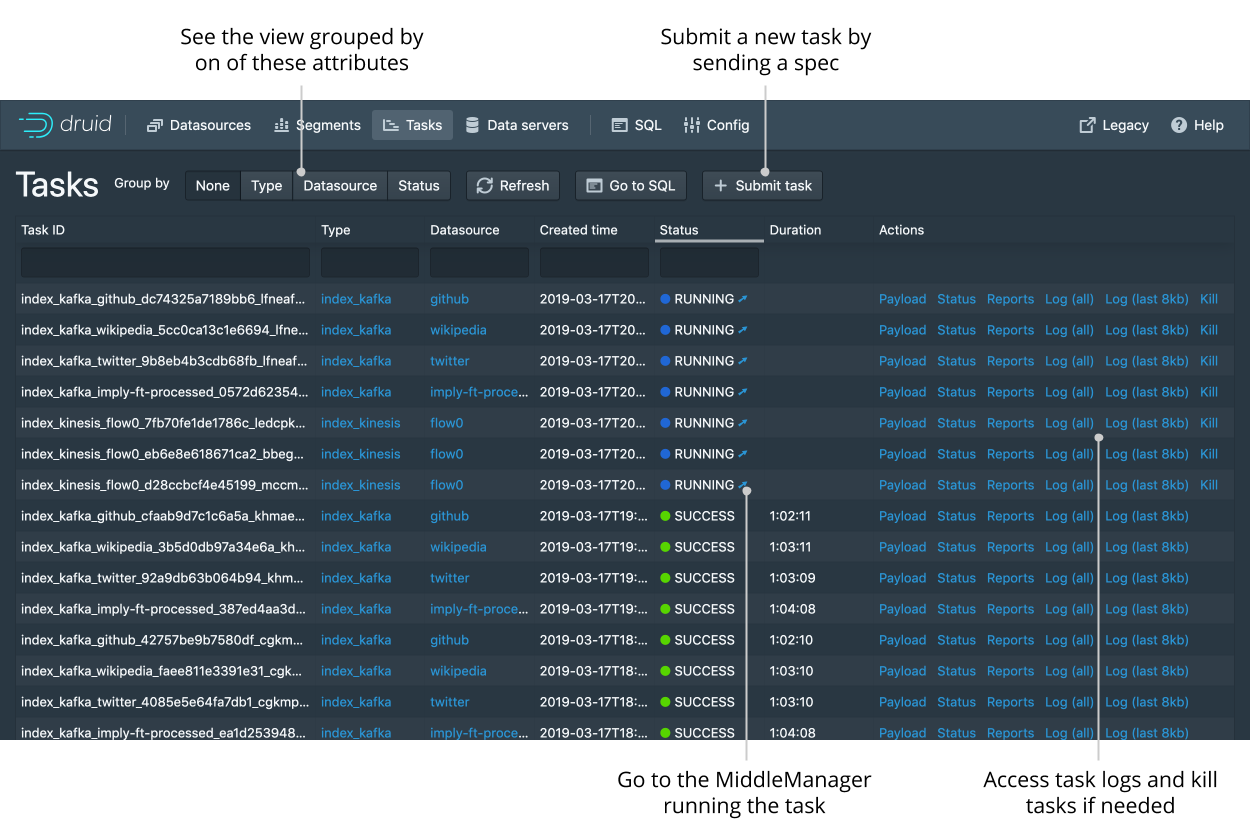 See the view grouped by
on of these attributes
Submit a new task by
sending a spec
druid Datasources Segments Tasks Data servers SQL Config Legacy Help
Tasks Group by None Type Datasource Status Refresh Go to SQL Submit task
Task ID Type Datasource Created time Status Duration Actions
index_kafka_github_dc74325a7189bb6_lfneaf... index_kafka github 2019-03-17T20... RUNNING Payload Status Reports Log (all) Log (last 8kb) Kill
index_kafka_wikipedia_5cc0ca13c1e6694_lfne... index_kafka wikipedia 2019-03-17T20... RUNNING Payload Status Reports Log (all) Log (last 8kb) Kill
index_kafka_twitter_9b8eb4b3cdb68fb_lfneaf... index_kafka twitter 2019-03-17T20... RUNNING Payload Status Reports Log (all) Log (last 8kb) Kill
index_kafka_imply-ft-processed_0572d62354... index_kafka imply-ft-proce... 2019-03-17T20... RUNNING Payload Status Reports Log (all) Log (last 8kb) Kill
index_kinesis_flow0_7fb70fe1de1786c_ledcpk... index_kinesis flow0 2019-03-17T20... RUNNING Payload Status Reports Log (all) Log (last 8kb) Kill
index_kinesis_flow0_eb6e8e618671ca2_bbeg... index_kinesis flow0 2019-03-17T20... RUNNING Payload Status Reports Log (all) Log (last 8kb) Kill
index_kinesis_flow0_d28ccbcf4e45199_mccm... index_kinesis flow0 2019-03-17T20... RUNNING Payload Status Reports Log (all) Log (last 8kb) Kill
index_kafka_github_cfaab9d7c1c6a5a_khmae... index_kafka github 2019-03-17T19:... SUCCESS 1:02:11 Payload Status Reports Log (all) Log (last 8kb)
index_kafka_wikipedia_3b5d0db97a34e6a_kh... index_kafka wikipedia 2019-03-17T19:... SUCCESS 1:03:11 Payload Status Reports Log (all) Log (last 8kb)
index_kafka_twitter_92a9db63b064b94_khm... index_kafka twitter 2019-03-17T19:... SUCCESS 1:03:09 Payload Status Reports Log (all) Log (last 8kb)
index_kafka_imply-ft-processed_387ed4aa3d... index_kafka imply-ft-proce... 2019-03-17T19:... SUCCESS 1:04:08 Payload Status Reports Log (all) Log (last 8kb)
index_kafka_github_42757be9b7580df_cgkm... index_kafka github 2019-03-17T18:... SUCCESS 1:02:10 Payload Status Reports Log (all) Log (last 8kb)
index_kafka_wikipedia_faee811e3391e31_cgk... index_kafka wikipedia 2019-03-17T18:... SUCCESS 1:03:10 Payload Status Reports Log (all) Log (last 8kb)
index_kafka_twitter_4085e5e64fa7db1_cgkmp... index_kafka twitter 2019-03-17T18:... SUCCESS 1:03:10 Payload Status Reports Log (all) Log (last 8kb)
index_kafka_imply-ft-processed_ea1d253948... index_kafka imply-ft-proce... 2019-03-17T18:... SUCCESS 1:04:08 Payload Status Reports Log (all) Log (last 8kb)
Go to the MiddleManager
running the task
Access task logs and kill
tasks if needed